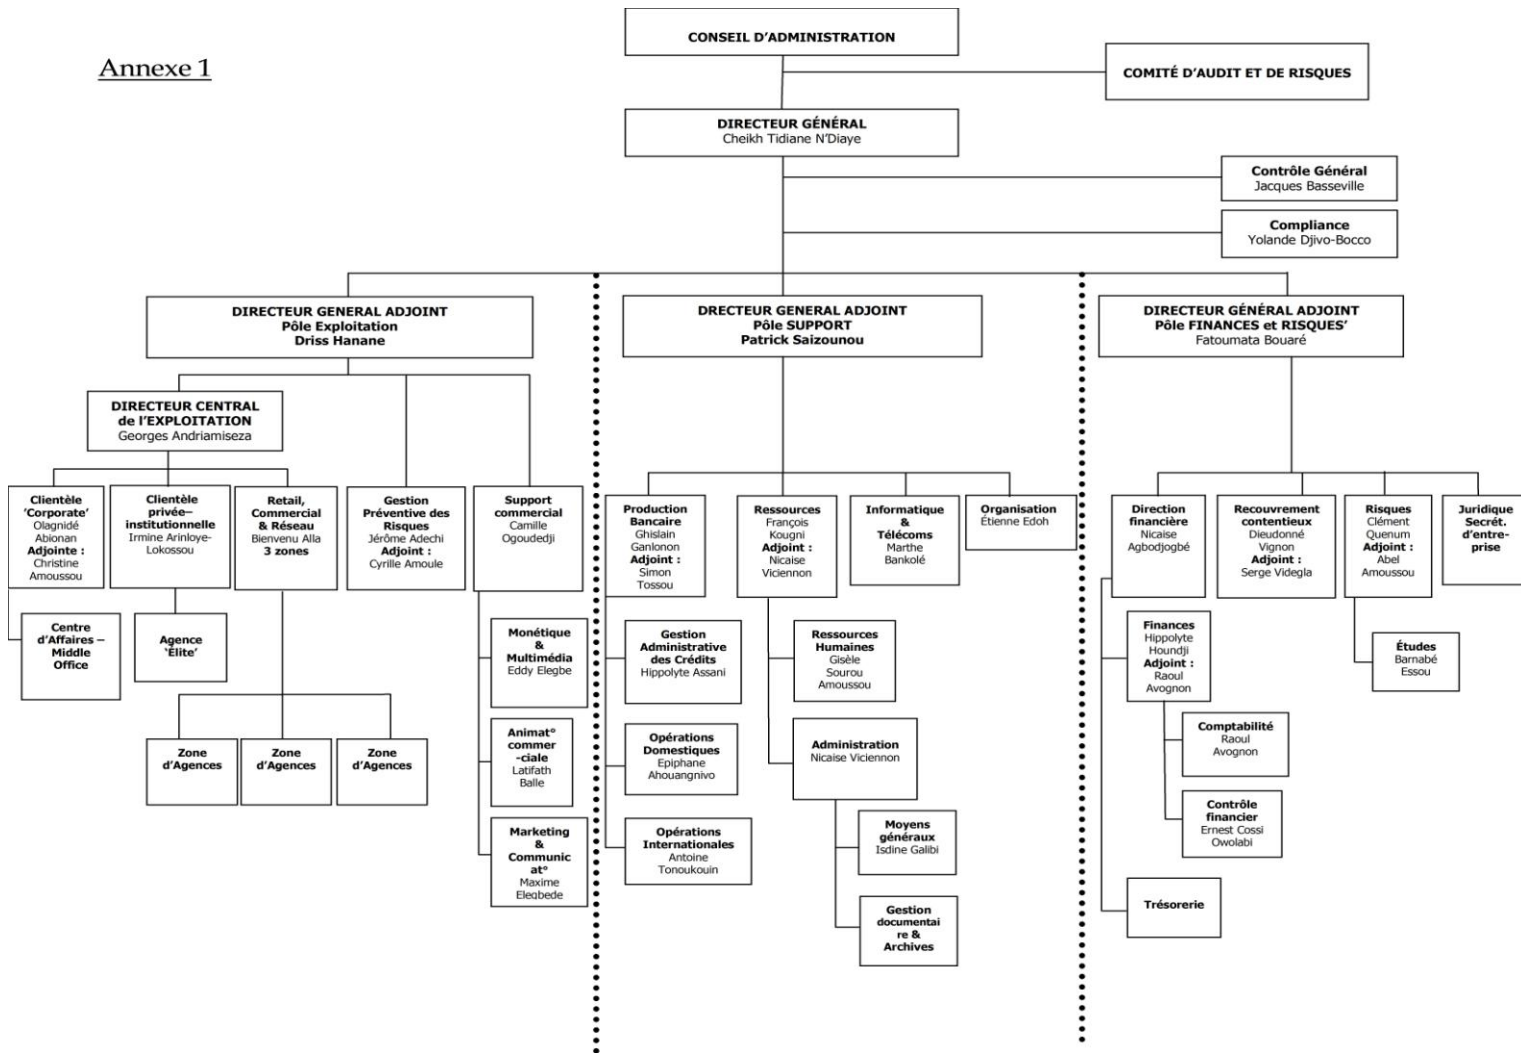 Annexe 1
CONSEIL D’ADMINISTRATION
COMITÉ D’AUDIT ET DE RISQUES
DIRECTEUR GÉNÉRAL
Cheikh Tidiane N’Diaye
Contrôle Général
Jacques Basseville
Compliance
Yolande Djivo-Bocco
DIRECTEUR GENERAL ADJOINT
Pôle Exploitation
Driss Hanane
DRECTEUR GENERAL ADJOINT
Pôle SUPPORT
Patrick Saizounou
DIRECTEUR GÉNÉRAL ADJOINT
Pôle FINANCES et RISQUES’
Fatoumata Bouaré
DIRECTEUR CENTRAL
de l’EXPLOITATION
Georges Andriamiseza
Clientèle
‘Corporate’
Olagnidé
Abionan
Adjointe :
Christine
Amoussou
Clientèle
privée–
institutionnelle
Irmine Arinloye-
Lokossou
Retail,
Commercial
& Réseau
Bienvenu Alla
3 zones
Gestion
Préventive des
Risques
Jérôme Adechi
Adjoint :
Cyrille Amoule
Support
commercial
Camille
Ogoudedji
Production
Bancaire
Ghislain
Ganlonon
Adjoint :
Simon
Tossou
Ressources
François
Kougni
Adjoint :
Nicaise
Viciennon
Informatique
&
Télécoms
Marthe
Bankolé
Organisation
Étienne Edoh
Direction
financière
Nicaise
Agbodjogbé
Recouvrement
contentieux
Dieudonné
Vignon
Adjoint :
Serge Videgla
Risques
Clément
Quenum
Adjoint :
Abel
Amoussou
Juridique
Secrét.
d’entre-
prise
Centre
d’Affaires –
Middle
Office
Agence
‘Élite’
Monétique
&
Multimédia
Eddy Elegbe
Gestion
Administrative
des Crédits
Hippolyte Assani
Ressources
Humaines
Gisèle
Sourou
Amoussou
Finances
Hippolyte
Houndji
Adjoint :
Raoul
Avognon
Études
Barnabé
Essou
Zone
d’Agences
Zone
d’Agences
Zone
d’Agences
Animat°
commer
-ciale
Latifath
Balle
Opérations
Domestiques
Epiphane
Ahouangnivo
Administration
Nicaise Viciennon
Comptabilité
Raoul
Avognon
Marketing
&
Communic
at°
Maxime
Elegbede
Opérations
Internationales
Antoine
Tonoukouin
Moyens
généraux
Isdine Galibi
Contrôle
financier
Ernest Cossi
Owolabi
Gestion
documentai
re &
Archives
Trésorerie